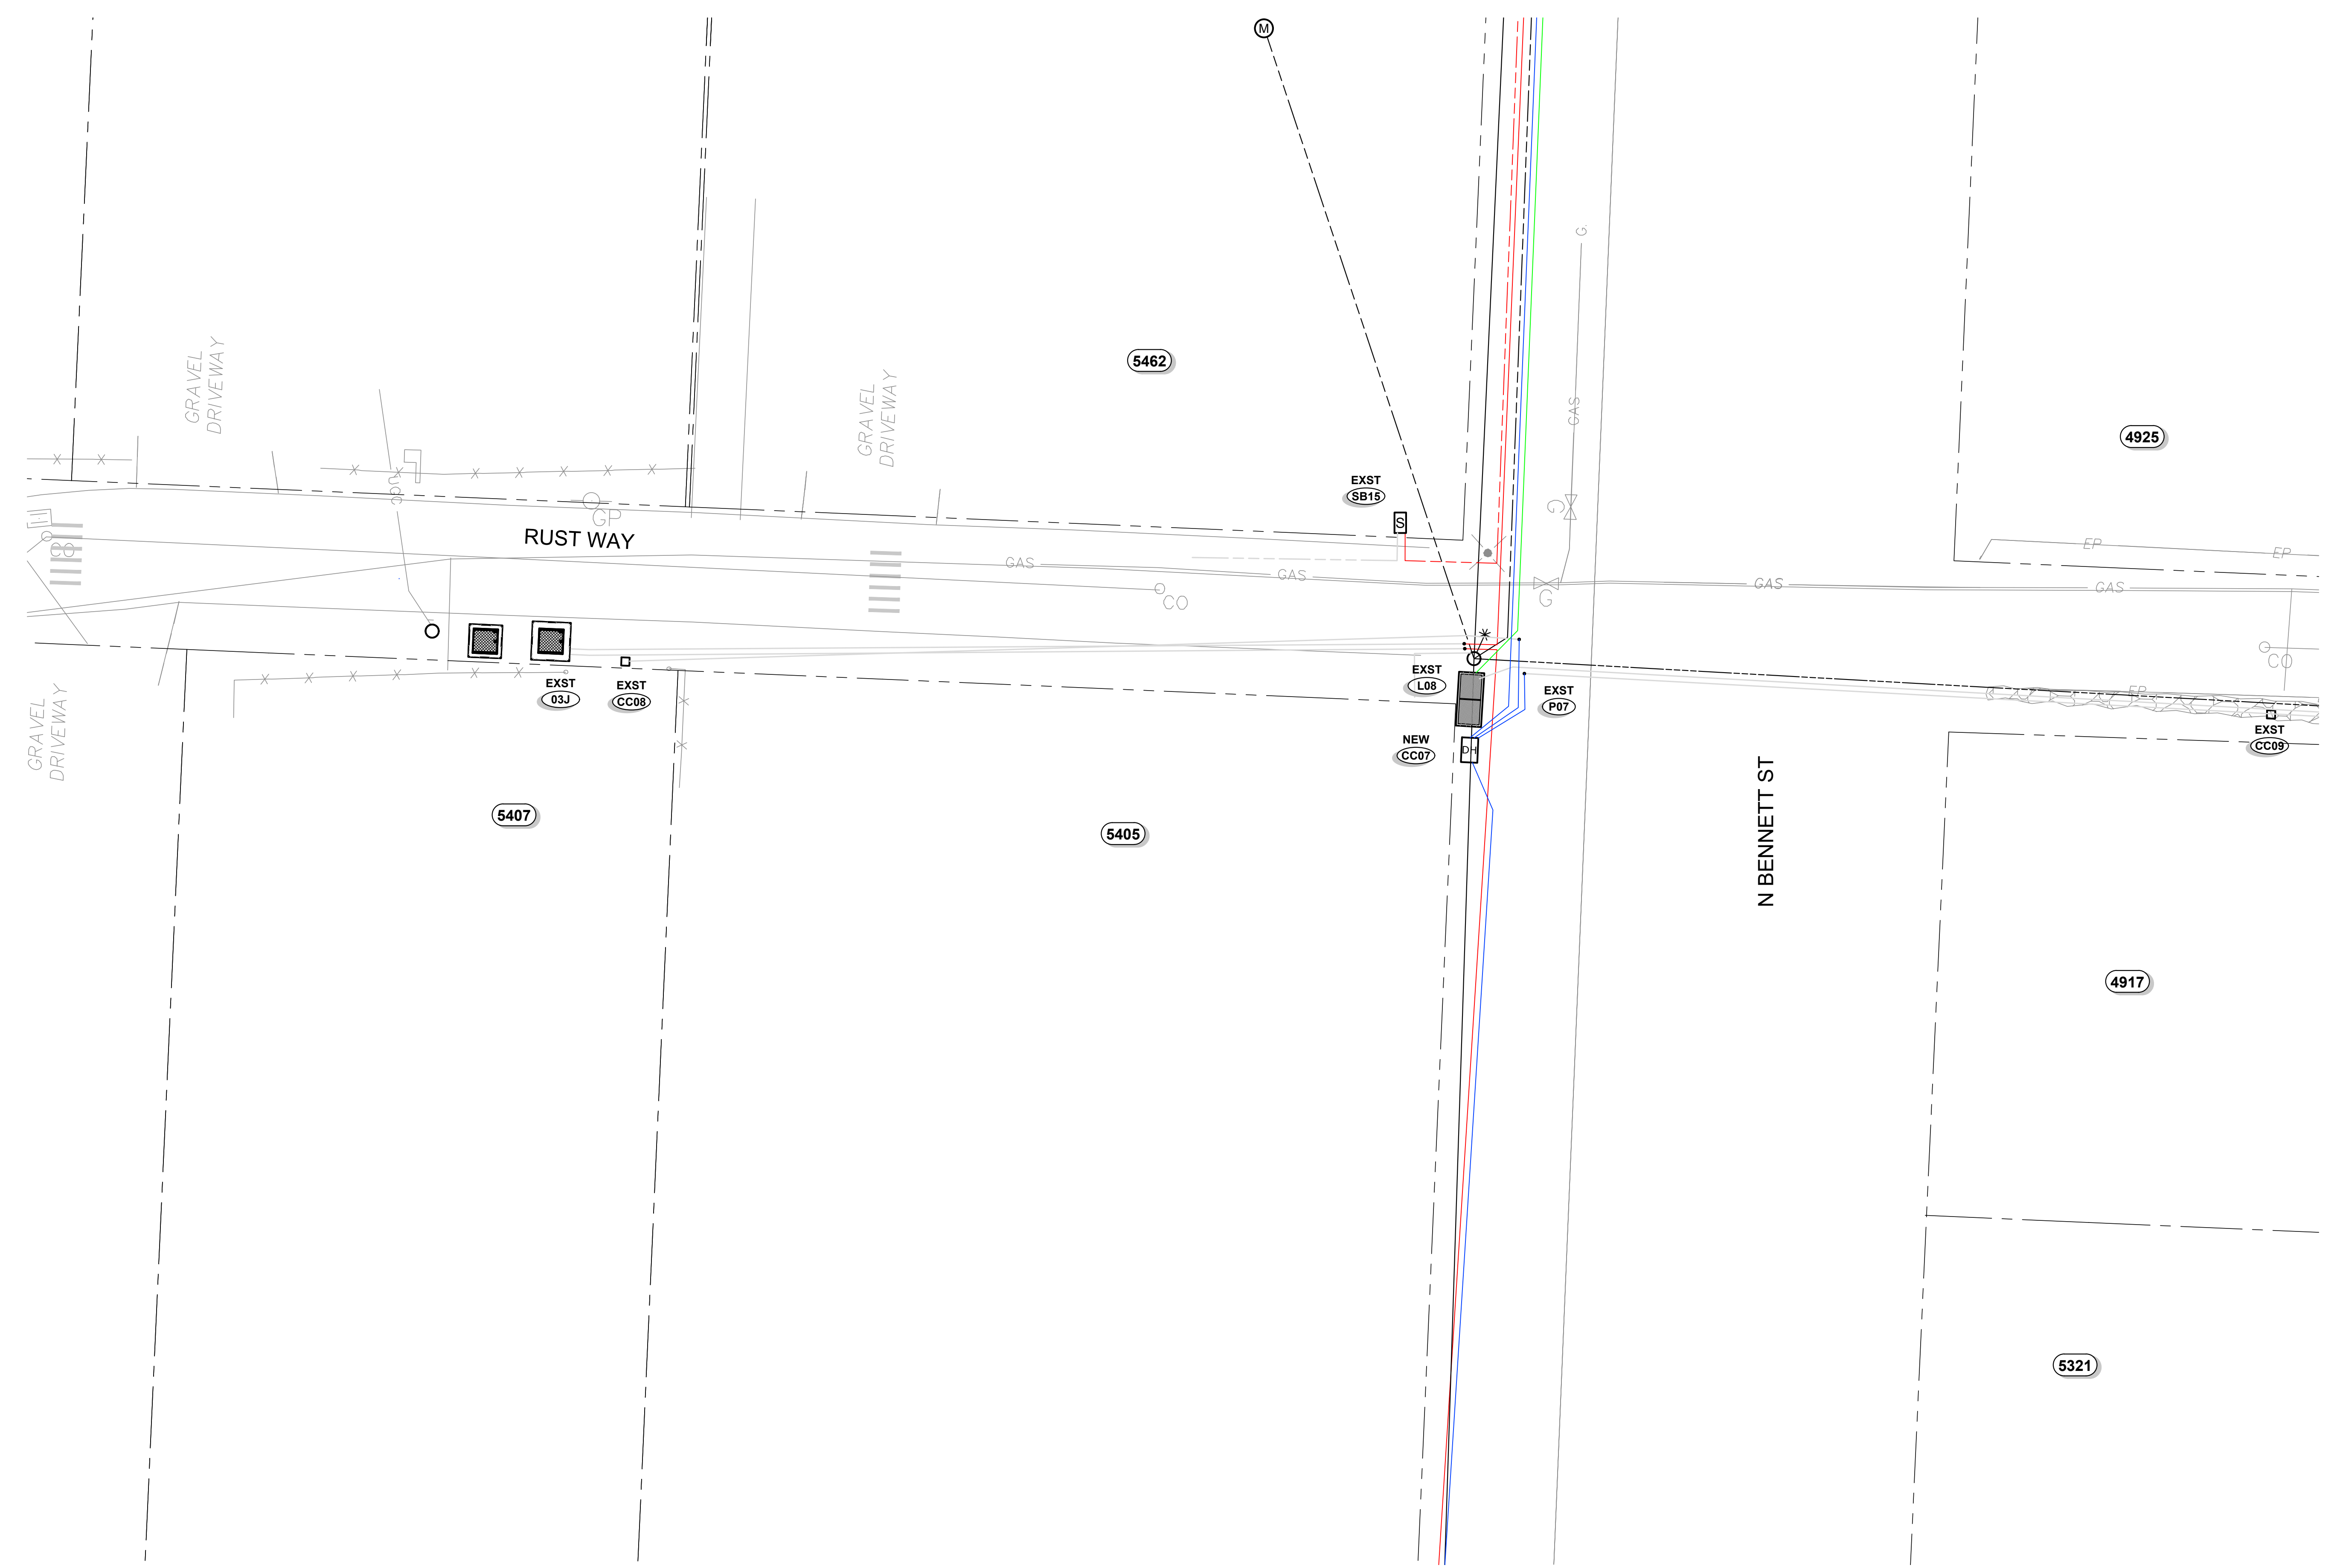 M
G
GRAVEL
DRIVEWAY
5462
GRAVEL
DRIVEWAY
GAS
4925
X X
X X X X X X X
EXST
SB15
S
G
GP
CO
RUST WAY
EP
EP
GAS
GAS
GAS
GAS
CO
G
CO
EXST
L08
EXST
P07
EP
EXST
03J
EXST
CC08
X X X X X X
X
X
GRAVEL
DRIVEWAY
NEW
CC07
DH
EXST
CC09
N BENNETT ST
5407
5405
4917
5321